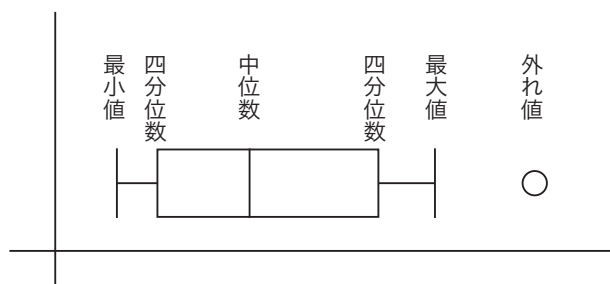 最小値
四分位数
中位数
四分位数
最大値
外れ値